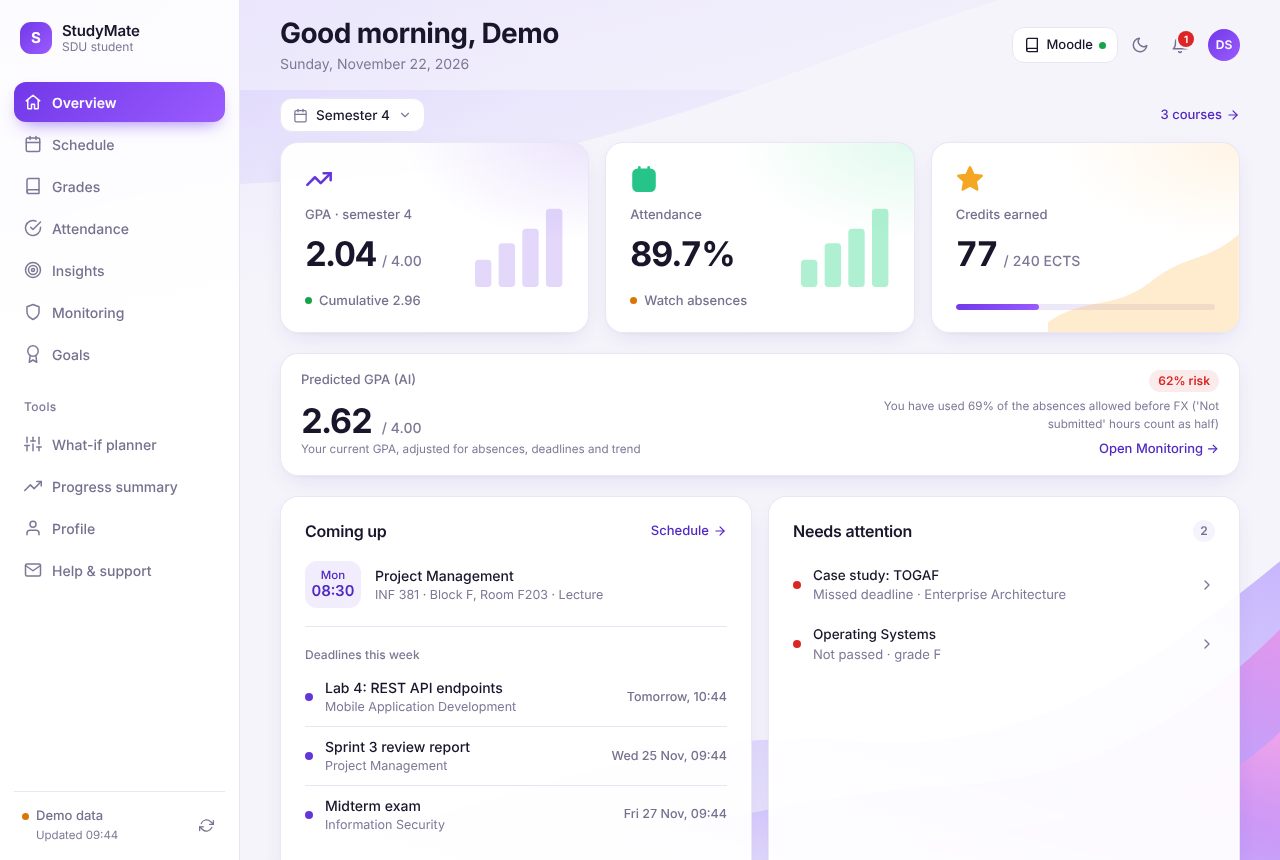 S
StudyMate
SDU student
Overview
Schedule
Grades
Attendance
Insights
Monitoring
Goals
Tools
What-if planner
Progress summary
Profile
Help & support
Demo data
Updated 09:44
Good morning, Demo
Sunday, November 22, 2026
Moodle
1
DS
Semester 4
3 courses
GPA · semester 4
2.04 / 4.00
Cumulative 2.96
Attendance
89.7%
Watch absences
Credits earned
77 / 240 ECTS
Predicted GPA (AI)
2.62 / 4.00
Your current GPA, adjusted for absences, deadlines and trend
62% risk
You have used 69% of the absences allowed before FX ('Not
submitted' hours count as half)
Open Monitoring
Coming up
Schedule
Mon
08:30
Project Management
INF 381 · Block F, Room F203 · Lecture
Deadlines this week
Lab 4: REST API endpoints
Mobile Application Development
Tomorrow, 10:44
Sprint 3 review report
Project Management
Wed 25 Nov, 09:44
Midterm exam
Information Security
Fri 27 Nov, 09:44
Needs attention
2
Case study: TOGAF
Missed deadline · Enterprise Architecture
Operating Systems
Not passed · grade F